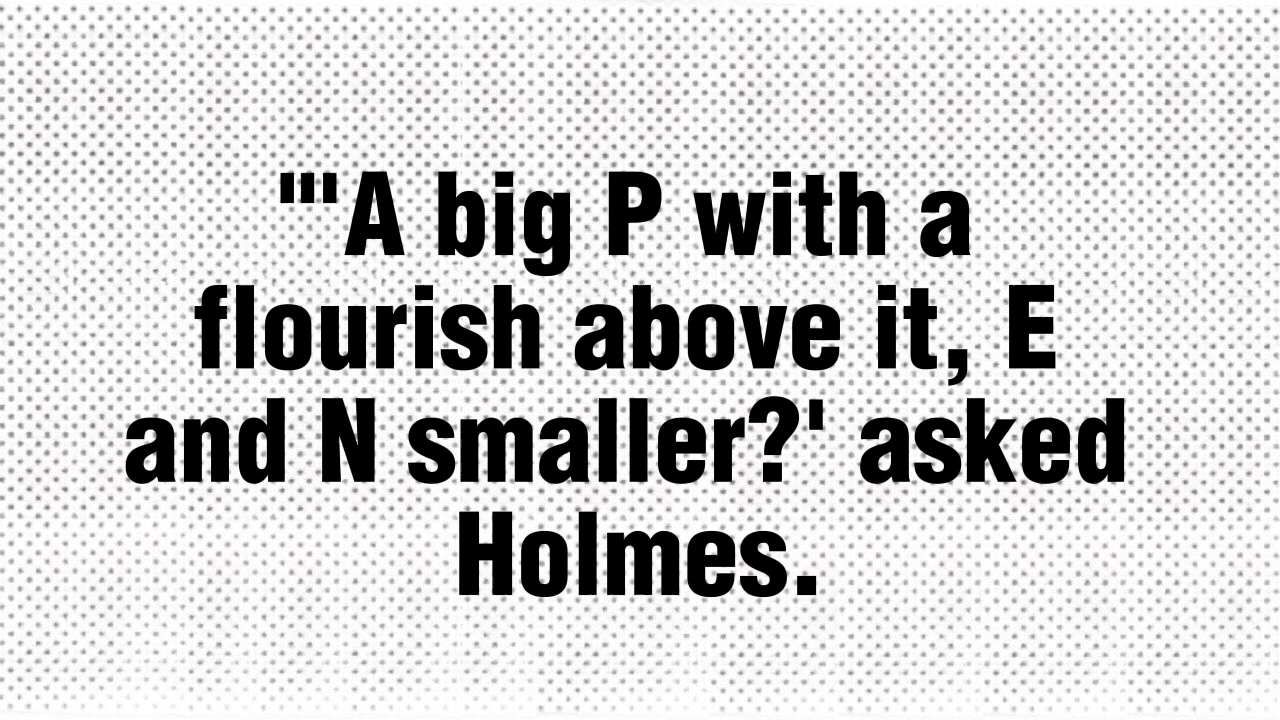 "'A big P with a
flourish above it, E
and N smaller?' asked
Holmes.